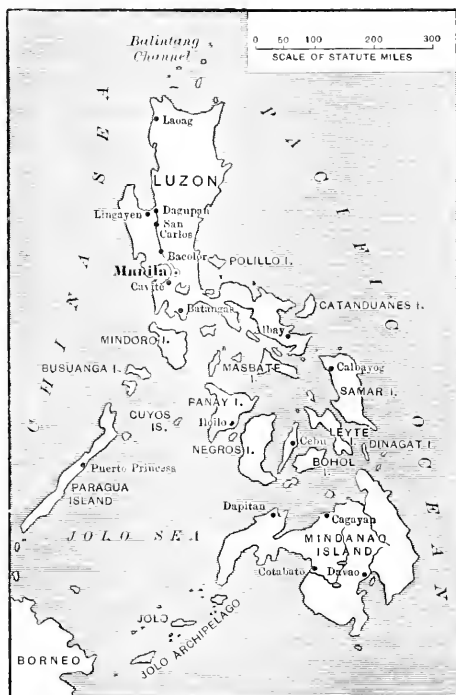 Balintang
Channel
0 50 100 200 300
SCALE OF STATUTE MILES
CHINA SEA
PACIFIC OCEAN
Laoag
LUZON
Lingayen
Dagupan
San
Carlos
Bacolor
Manila
POLILLO I.
Cavite
Batangas
CATANDUANES I.
Albay
MINDORO I.
MASBATE
I.
BUSUANGA I.
Calbayog
SAMAR I.
PANAY I.
CUYOS
IS.
Iloilo
LEYTE
I.
Cebu
DINAGAT I.
NEGROS I.
BOHOL
I.
Puerto Princesa
PARAGUA
ISLAND
Dapitan
Cagayan
JOLO SEA
MINDANAO
ISLAND
Cotabato
Davao
JOLO
JOLO ARCHIPELAGO
BORNEO